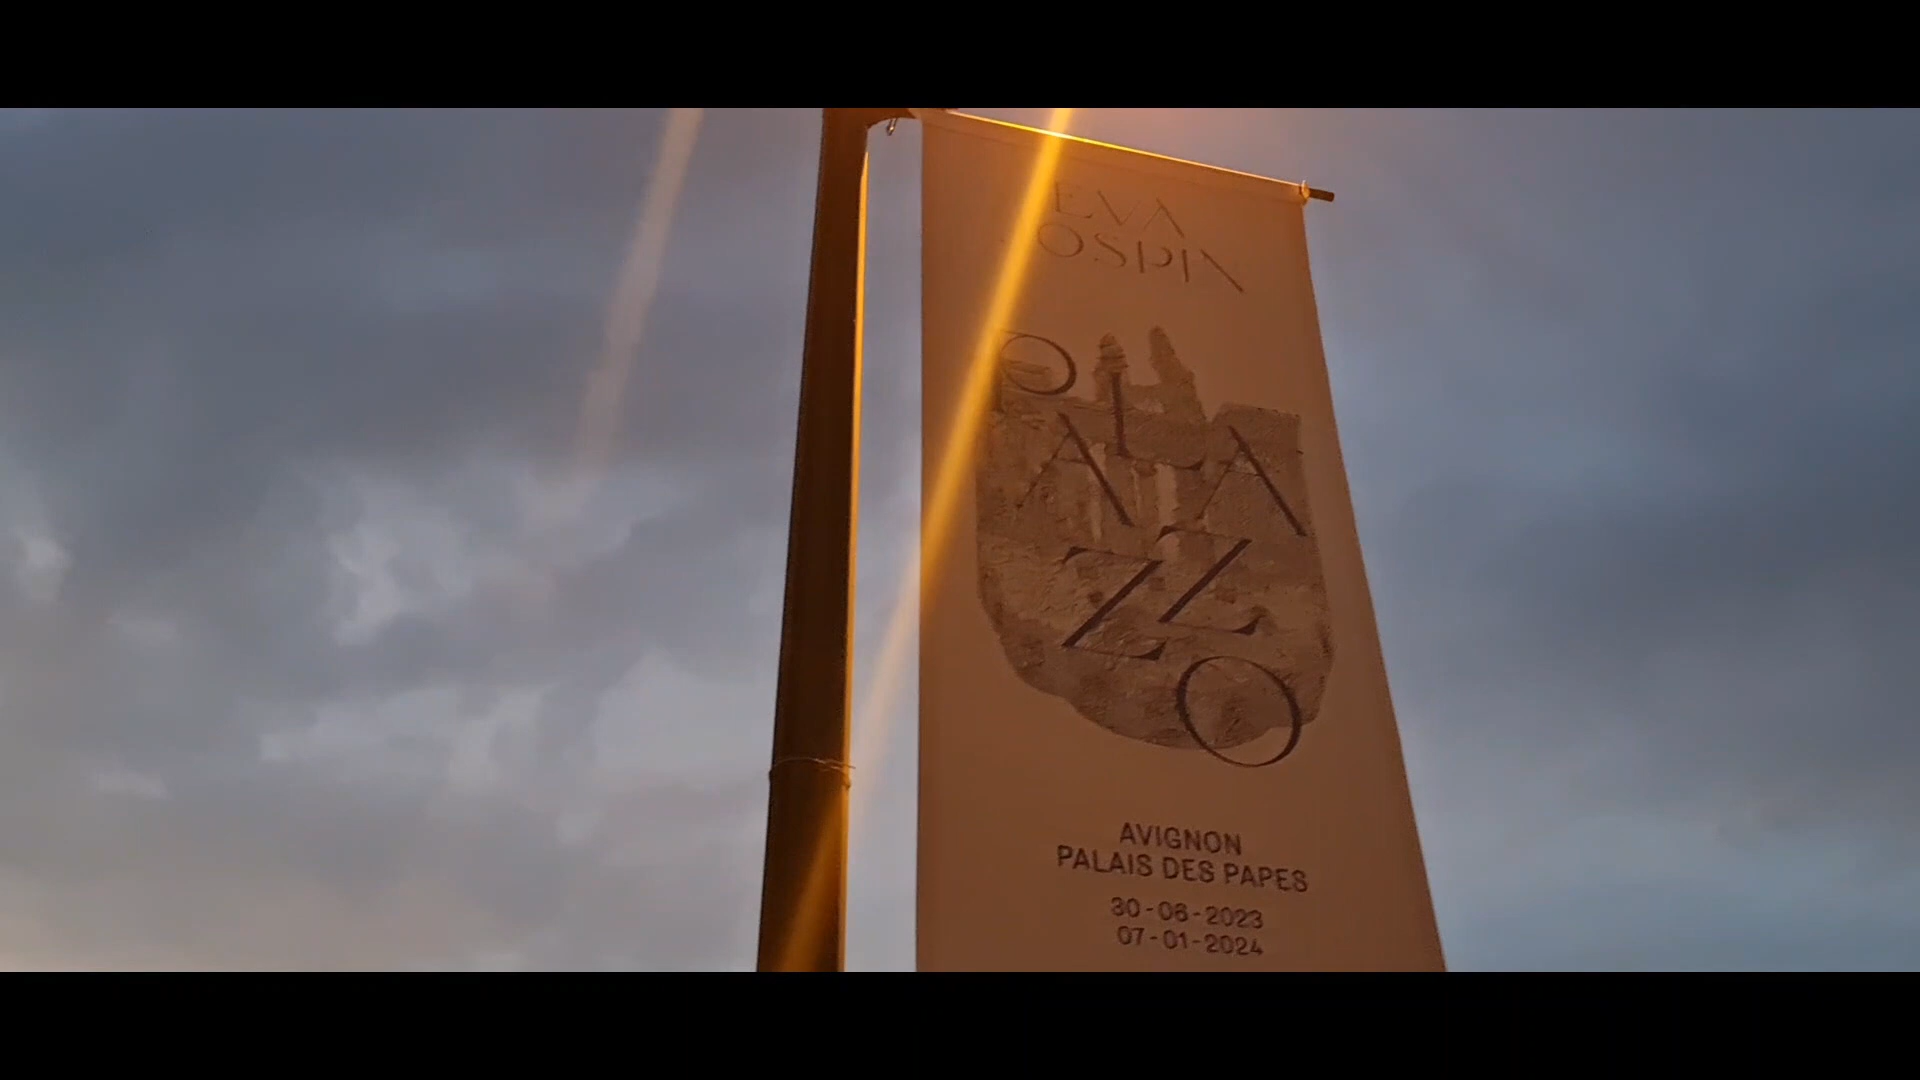 EVA
JOSPIN
PALAZZO
AVIGNON
PALAIS DES PAPES
30-06-2023
07-01-2024